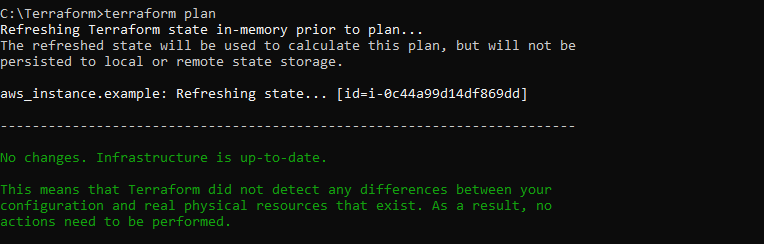 C:\Terraform>terraform plan
Refreshing Terraform state in-memory prior to plan...
The refreshed state will be used to calculate this plan, but will not be
persisted to local or remote state storage.
aws_instance.example: Refreshing state... [id=i-0c44a99d14df869dd]
------------------------------------------------------------------------
No changes. Infrastructure is up-to-date.
This means that Terraform did not detect any differences between your
configuration and real physical resources that exist. As a result, no
actions need to be performed.